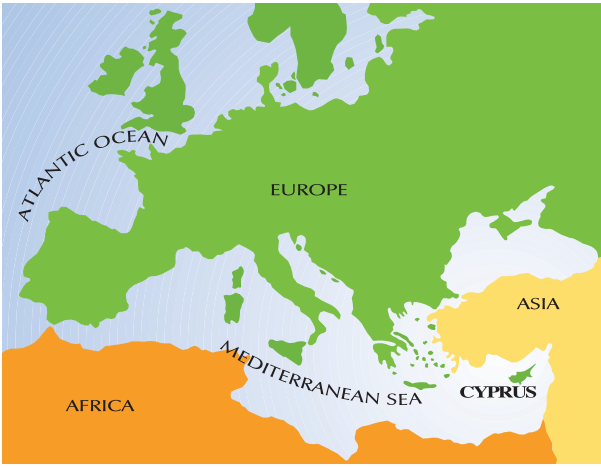 ATLANTIC OCEAN
EUROPE
ASIA
MEDITERRANEAN SEA
CYPRUS
AFRICA